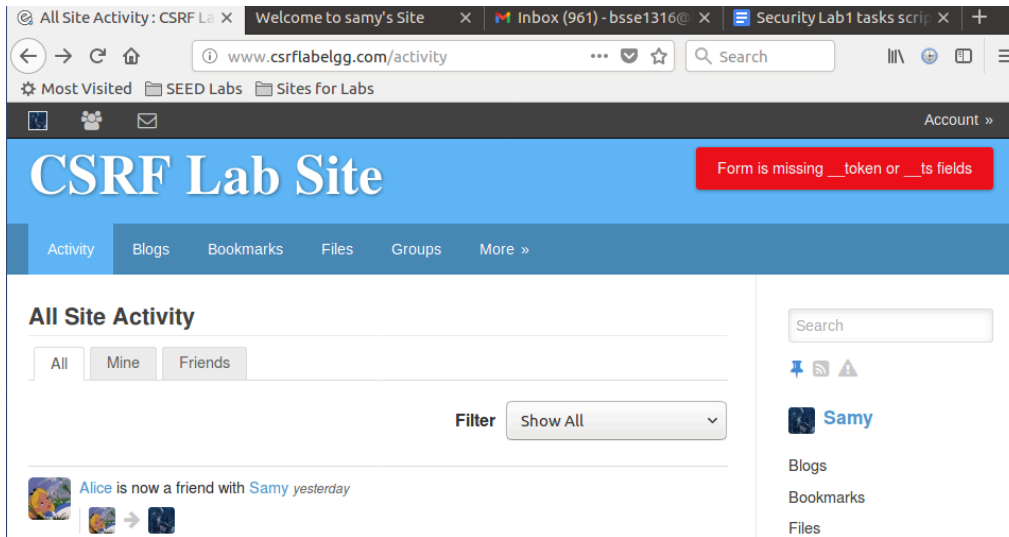 All Site Activity : CSRF La
Welcome to samy's Site
Inbox (961) - bsse1316@
Security Lab1 tasks scrip
www.csrflabelgg.com/activity
Search
Most Visited
SEED Labs
Sites for Labs
Account »
CSRF Lab Site
Form is missing __token or __ts fields
Activity
Blogs
Bookmarks
Files
Groups
More »
All Site Activity
Search
All
Mine
Friends
Filter
Show All
Samy
Alice is now a friend with Samy yesterday
Blogs
Bookmarks
Files